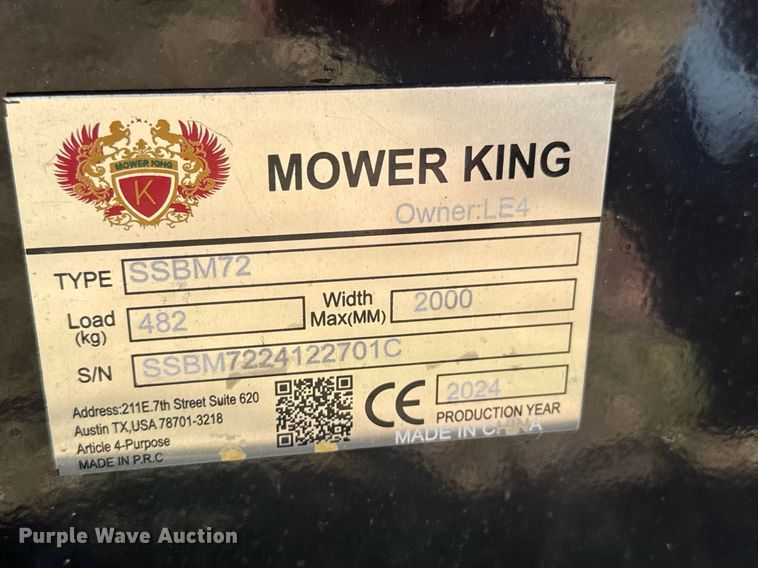 MOWER KING
K
MOWER KING
Owner:LE4
TYPE SSBM72
Load (kg) 482 Width Max(MM) 2000
S/N SSBM7224122701C
Address:211E.7th Street Suite 620
Austin TX,USA 78701-3218
Article 4-Purpose
MADE IN P.R.C
CE
2024
PRODUCTION YEAR
MADE IN CHINA
Purple Wave Auction